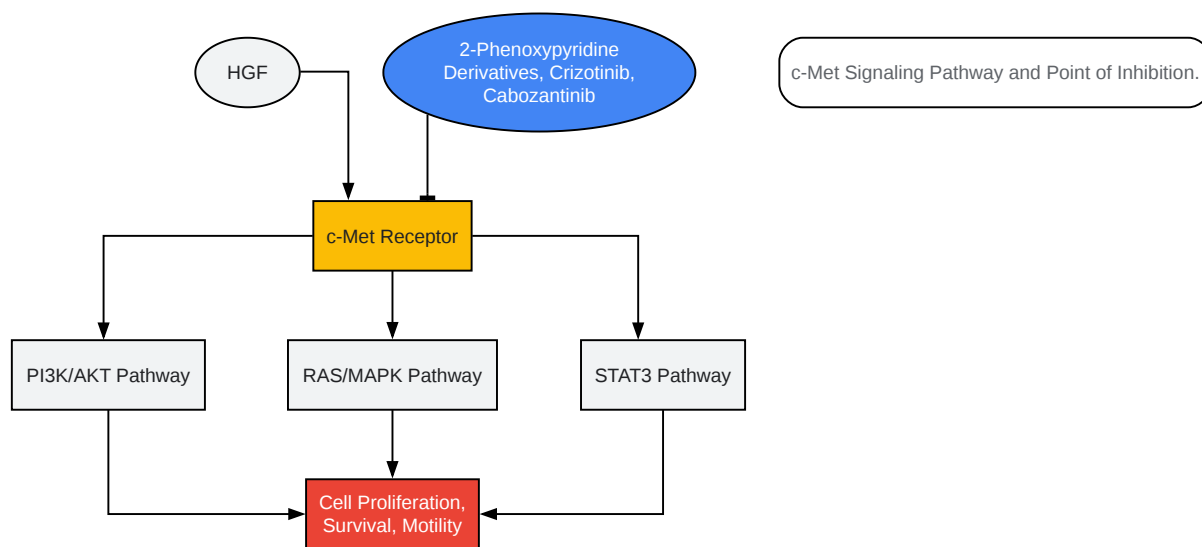 HGF
2-Phenoxypyridine
Derivatives, Crizotinib,
Cabozantinib
c-Met Signaling Pathway and Point of Inhibition.
c-Met Receptor
PI3K/AKT Pathway
RAS/MAPK Pathway
STAT3 Pathway
Cell Proliferation,
Survival, Motility